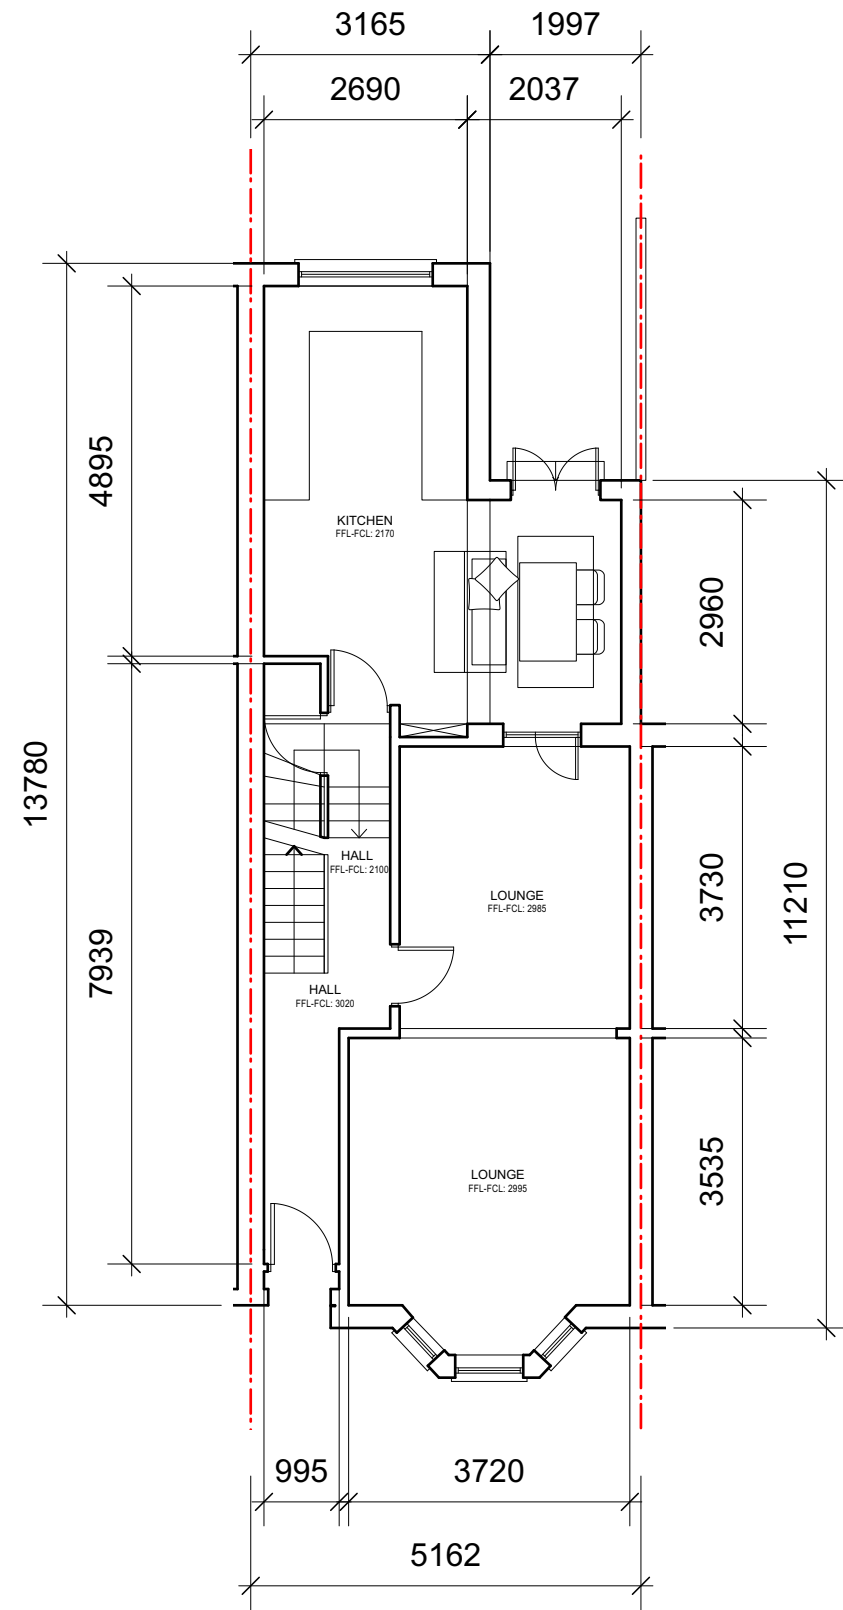 3165
1997
2690
2037
4895
KITCHEN
FFL-FCL: 2170
2960
13780
HALL
FFL-FCL: 2100
LOUNGE
FFL-FCL: 2985
3730
11210
7939
HALL
FFL-FCL: 3020
3535
LOUNGE
FFL-FCL: 2995
995
3720
5162